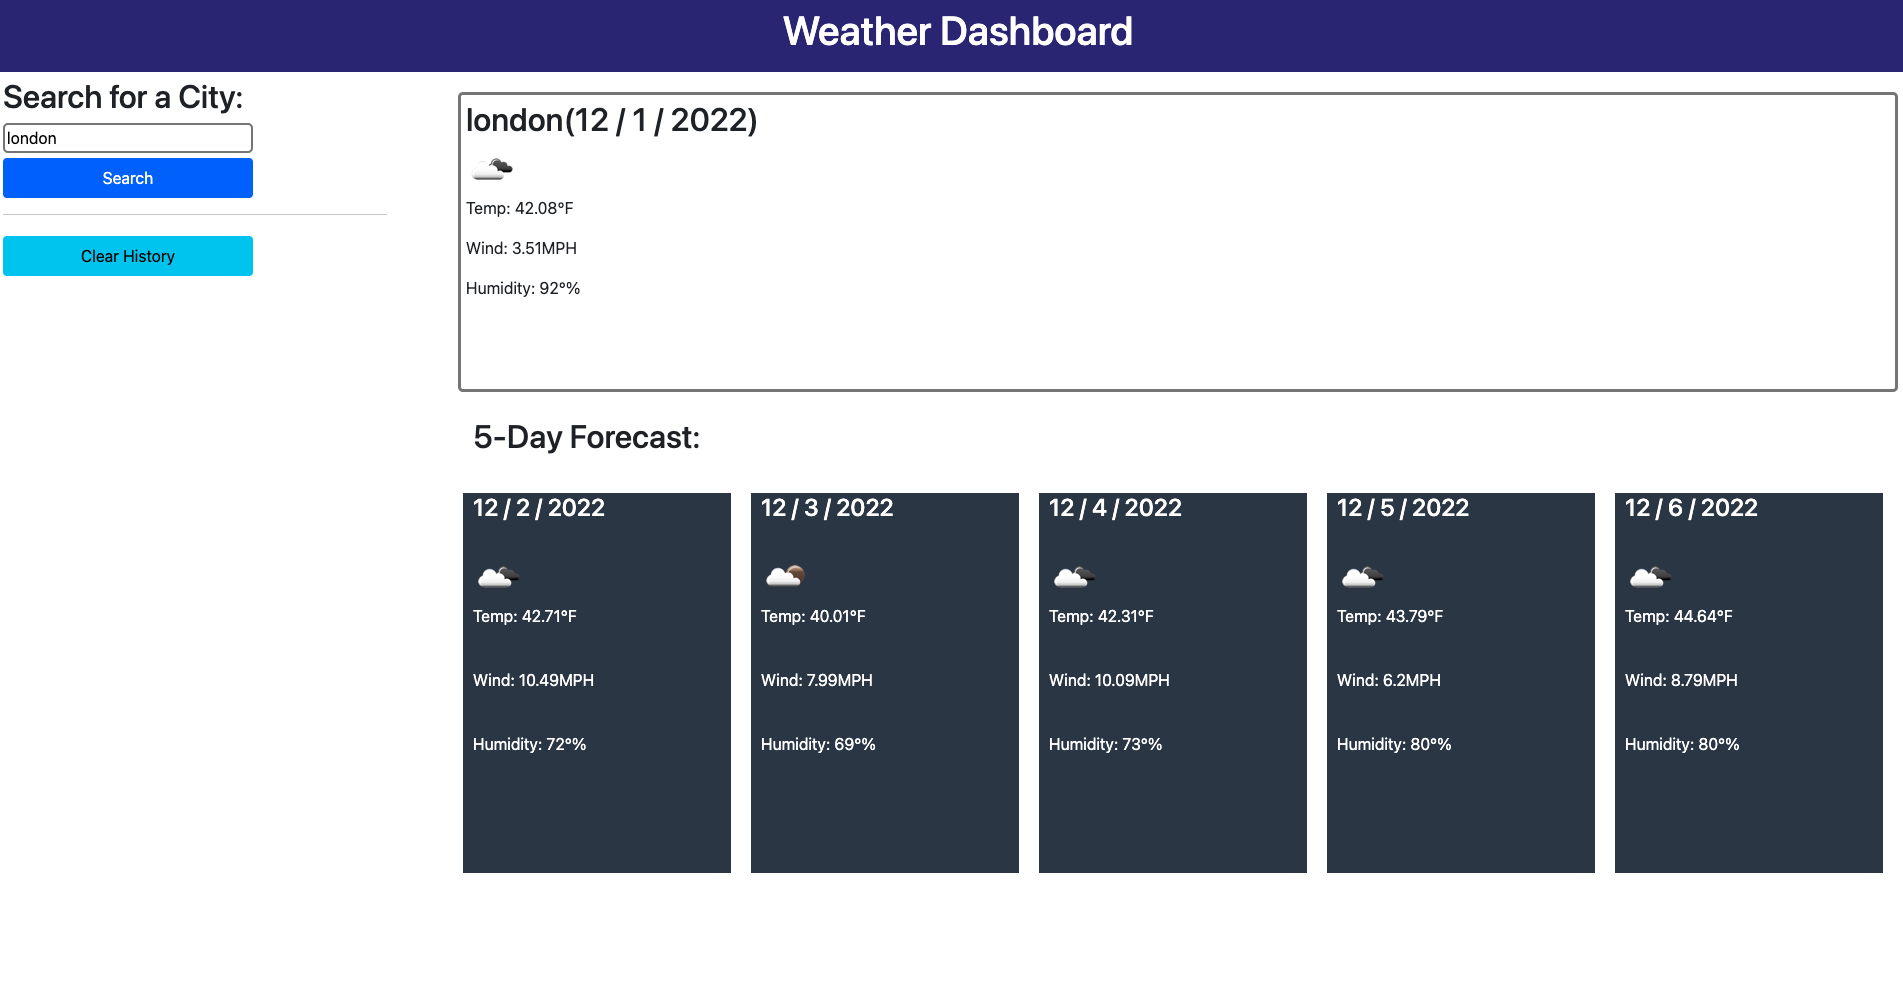 Weather Dashboard
Search for a City:
london
Search
Clear History
london(12 / 1 / 2022)
Temp: 42.08°F
Wind: 3.51MPH
Humidity: 92°%
5-Day Forecast:
12 / 2 / 2022
Temp: 42.71°F
Wind: 10.49MPH
Humidity: 72°%
12 / 3 / 2022
Temp: 40.01°F
Wind: 7.99MPH
Humidity: 69°%
12 / 4 / 2022
Temp: 42.31°F
Wind: 10.09MPH
Humidity: 73°%
12 / 5 / 2022
Temp: 43.79°F
Wind: 6.2MPH
Humidity: 80°%
12 / 6 / 2022
Temp: 44.64°F
Wind: 8.79MPH
Humidity: 80°%